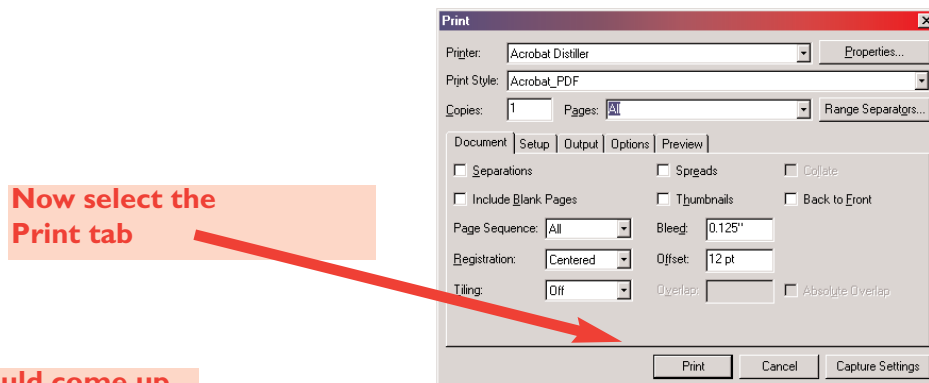 Print
Printer: Acrobat Distiller Properties...
Print Style: Acrobat_PDF
Copies: 1 Pages: All Range Separators...
Document Setup Output Options Preview
Separations Spreads Collate
Include Blank Pages Thumbnails Back to Front
Page Sequence: All Bleed: 0.125"
Registration: Centered Offset: 12 pt
Tiling: Off Overlap: Absolute Overlap
Print Cancel Capture Settings
Now select the
Print tab
come up